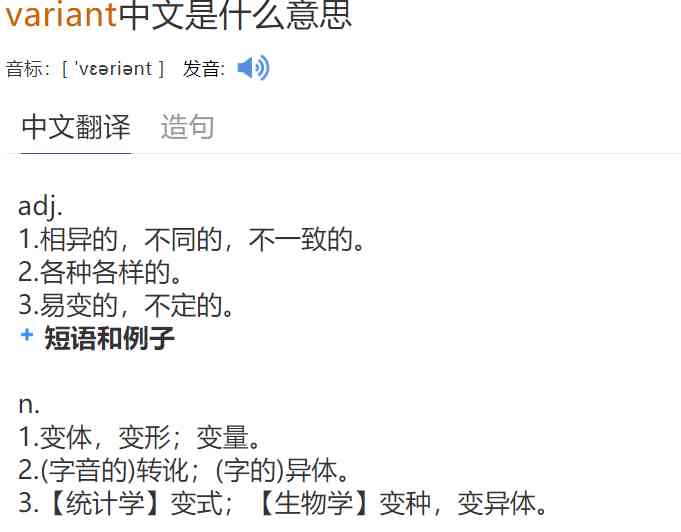 variant中文是什么意思
音标：[ 'vεəriənt ] 发音:
中文翻译 造句
adj.
1.相异的，不同的，不一致的。
2.各种各样的。
3.易变的，不定的。
+ 短语和例子
n.
1.变体，变形；变量。
2.(字音的)转讹；(字的)异体。
3.【统计学】变式；【生物学】变种，变异体。